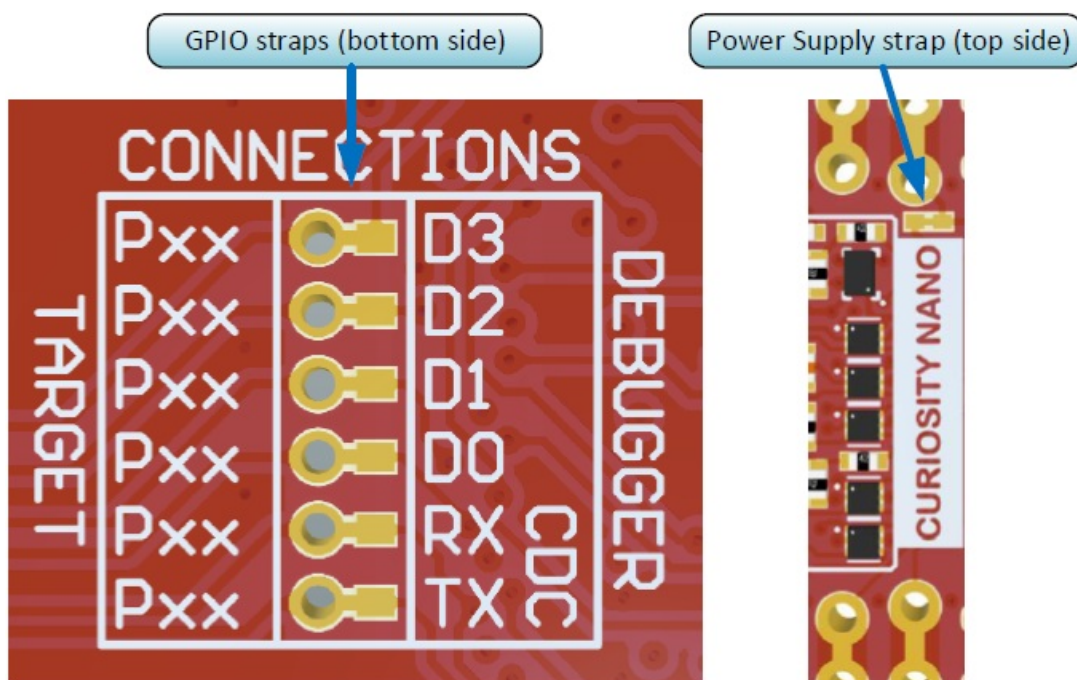 GPIO straps (bottom side)
Power Supply strap (top side)
CONNECTIONS
TARGET
DEBUGGER
Pxx D3
Pxx D2
Pxx D1
Pxx D0
Pxx RX
Pxx TX
CDC
CURIOSITY NANO